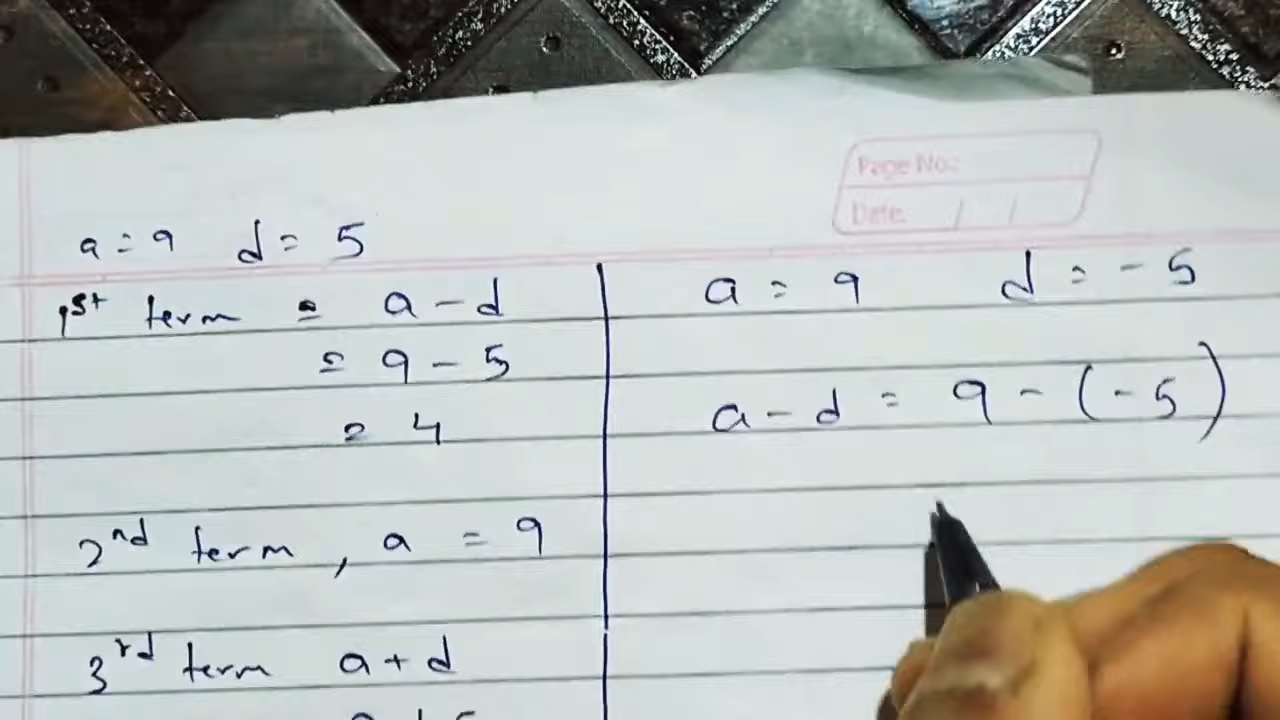 Page No.:
Date: / /
a = 9 d = 5
1st term = a - d
= 9 - 5
= 4
2nd term, a = 9
3rd term a + d
a = 9 d = - 5
a - d = 9 - (- 5)